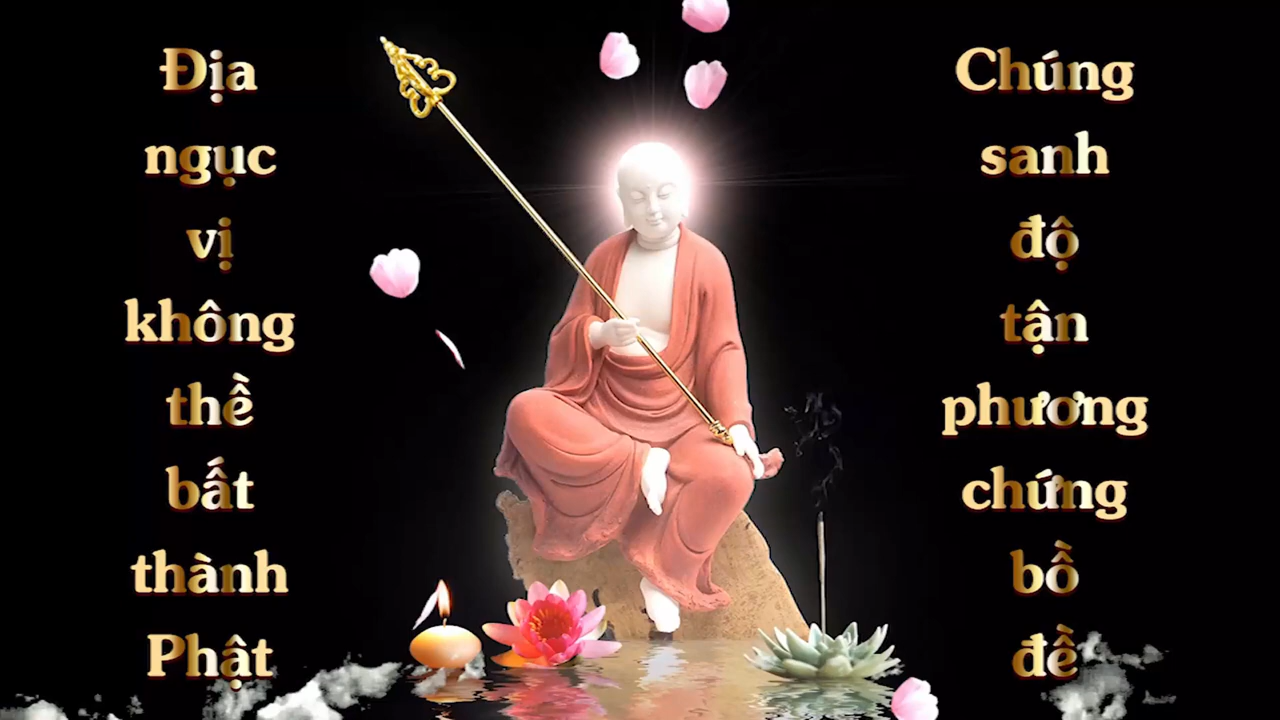 Địa
ngục
vị
không
thề
bất
thành
Phật
Chúng
sanh
độ
tận
phương
chứng
bồ
đề